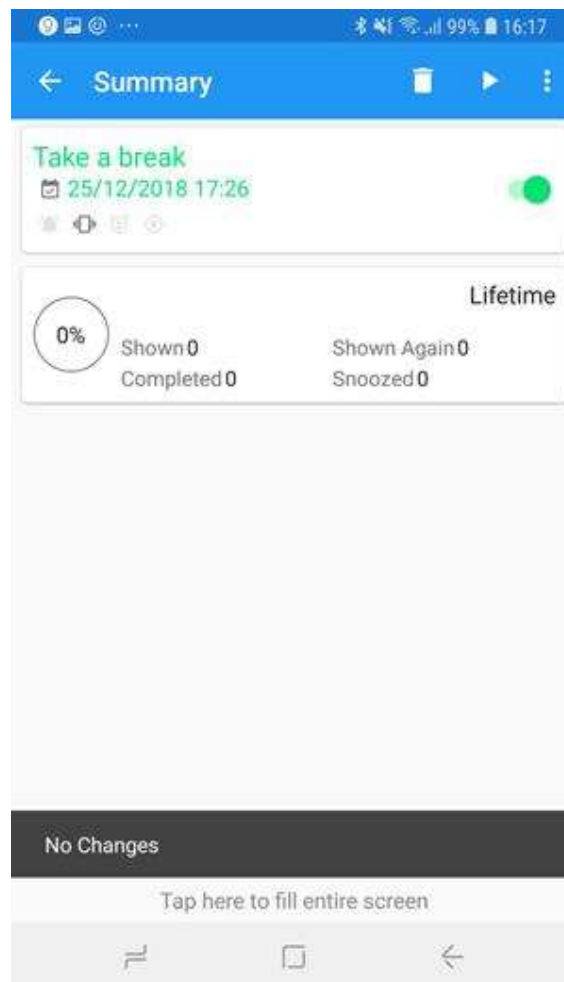 99% 16:17
Summary
Take a break
25/12/2018 17:26
Lifetime
0%
Shown 0 Shown Again 0
Completed 0 Snoozed 0
No Changes
Tap here to fill entire screen